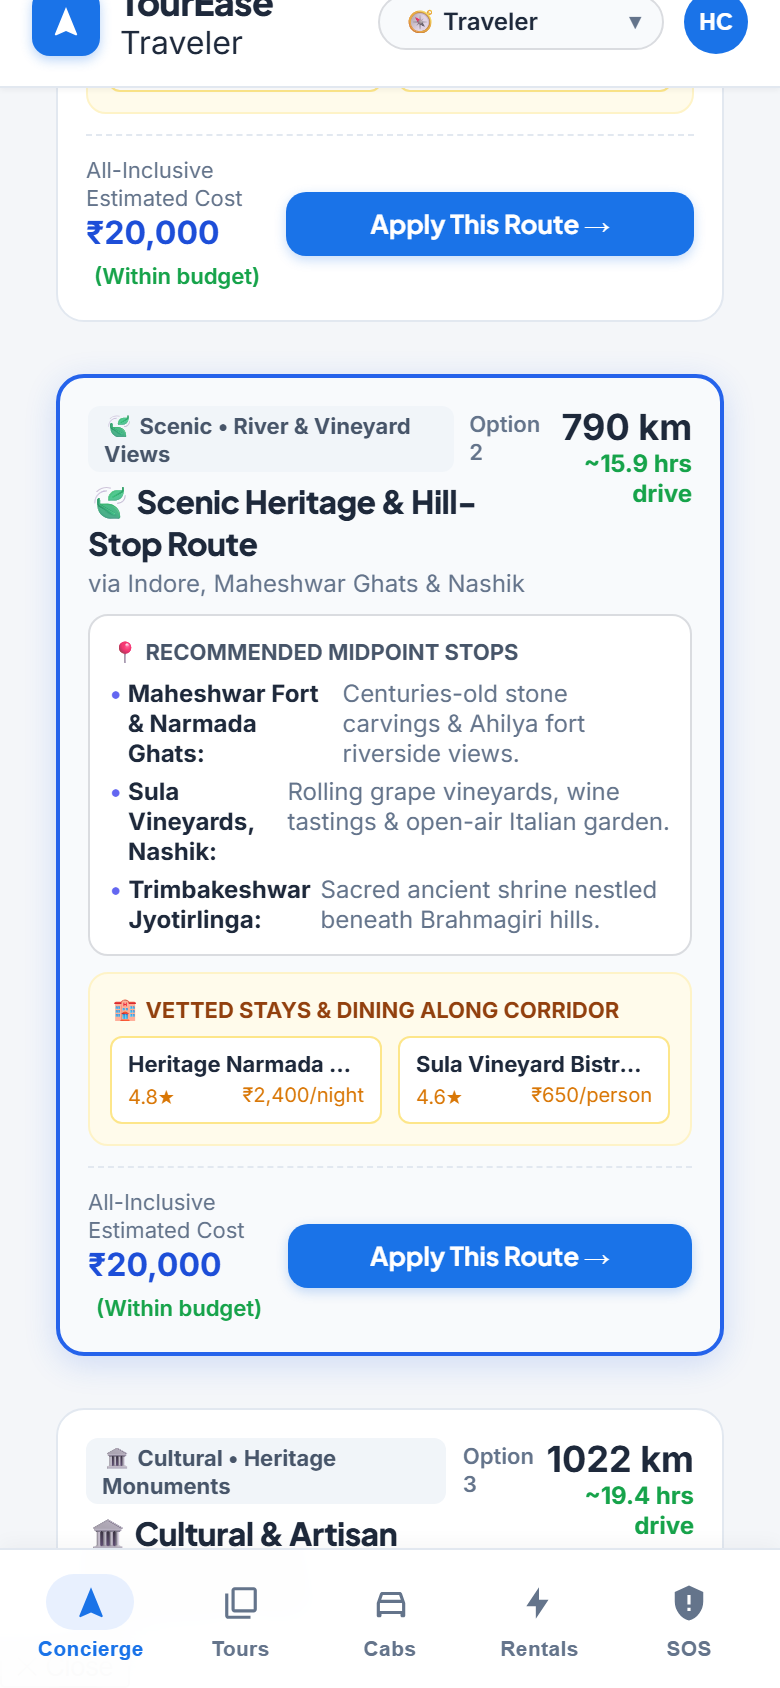 TourEase
Traveler
Traveler
HC
All-Inclusive
Estimated Cost
₹20,000
(Within budget)
Apply This Route →
Scenic • River & Vineyard
Views
Option
2
790 km
~15.9 hrs
drive
Scenic Heritage & Hill-
Stop Route
via Indore, Maheshwar Ghats & Nashik
RECOMMENDED MIDPOINT STOPS
• Maheshwar Fort
& Narmada
Ghats:
Centuries-old stone
carvings & Ahilya fort
riverside views.
• Sula
Vineyards,
Nashik:
Rolling grape vineyards, wine
tastings & open-air Italian garden.
• Trimbakeshwar
Jyotirlinga:
Sacred ancient shrine nestled
beneath Brahmagiri hills.
VETTED STAYS & DINING ALONG CORRIDOR
Heritage Narmada ...
4.8★ ₹2,400/night
Sula Vineyard Bistr...
4.6★ ₹650/person
All-Inclusive
Estimated Cost
₹20,000
(Within budget)
Apply This Route →
Cultural • Heritage
Monuments
Option
3
1022 km
~19.4 hrs
drive
Cultural & Artisan
Concierge
Tours
Cabs
Rentals
SOS